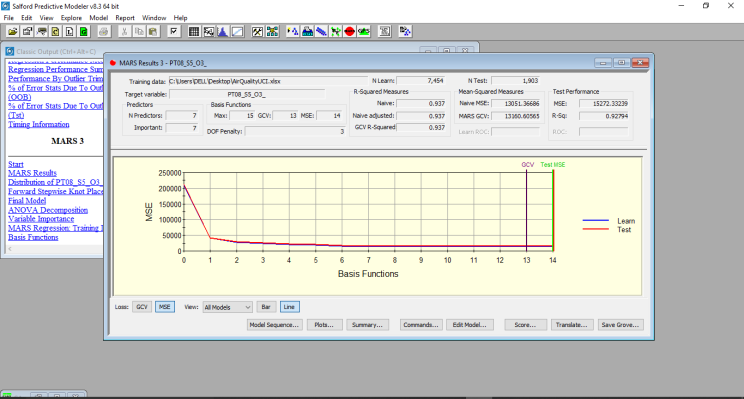 Salford Predictive Modeler v8.3 64 bit
File Edit View Explore Model Report Window Help
Classic Output (Ctrl+Alt+C)
Regression Performance Sum
Performance By Outlier Trim
% of Error Stats Due To Outl
(OOB)
% of Error Stats Due To Outl
(Tst)
Timing Information
MARS 3
Start
MARS Results
Distribution of PT08_S5_O3_
Forward Stepwise Knot Place
Final Model
ANOVA Decomposition
Variable Importance
MARS Regression: Training I
Basis Functions
MARS Results 3 - PT08_S5_O3_
Training data: C:\Users\DELL\Desktop\AirQualityUCI.xlsx
N Learn: 7,454 N Test: 1,903
Target variable: PT08_S5_O3_
Predictors
N Predictors: 7
Important: 7
Basis Functions
Max: 15 GCV: 13 MSE: 14
DOF Penalty: 3
R-Squared Measures
Naive: 0.937
Naive adjusted: 0.937
GCV R-Squared 0.937
Mean-Squared Measures
Naive MSE: 13051.36686
MARS GCV: 13160.60565
Learn ROC:
Test Performance
MSE: 15272.33239
R-Sq: 0.92794
ROC:
GCV Test MSE
MSE
250000
200000
150000
100000
50000
0
0 1 2 3 4 5 6 7 8 9 10 11 12 13 14
Basis Functions
Learn
Test
Loss: GCV MSE View: All Models Bar Line
Model Sequence... Plots... Summary... Commands... Edit Model... Score... Translate... Save Grove...